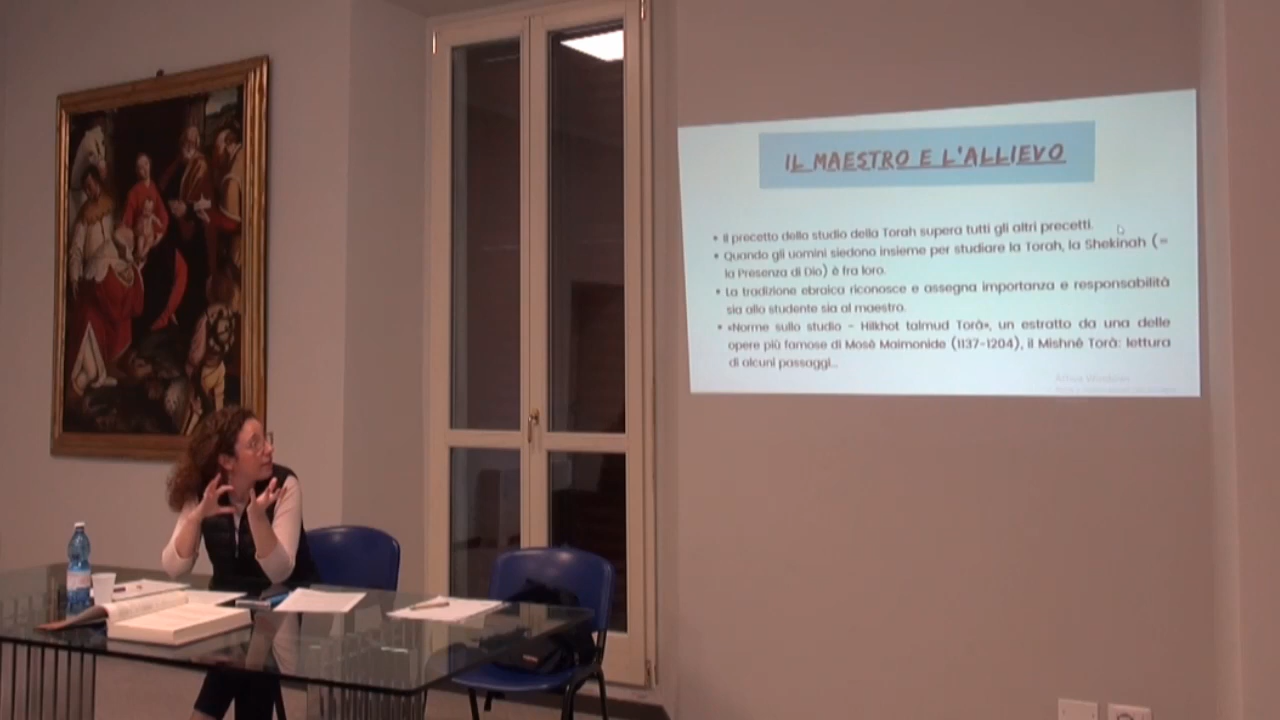 IL MAESTRO E L'ALLIEVO
• Il precetto dello studio della Torah supera tutti gli altri precetti.
• Quando gli uomini siedono insieme per studiare la Torah, la Shekinah (=
la Presenza di Dio) è fra loro.
• La tradizione ebraica riconosce e assegna importanza e responsabilità
sia allo studente sia al maestro.
• «Norme sullo studio - Hilkhot talmud Torà», un estratto da una delle
opere più famose di Mosè Maimonide (1137-1204), il Mishnê Torà: lettura
di alcuni passaggi...